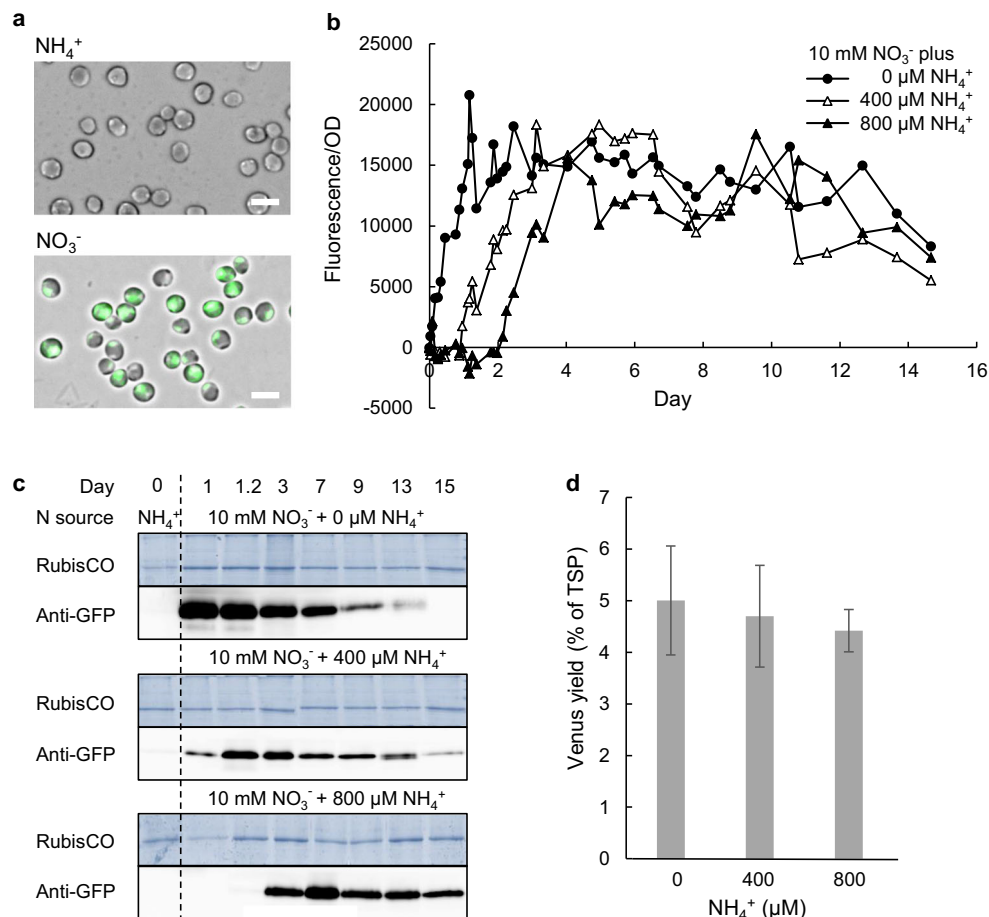 a
NH₄⁺
NO₃⁻
b
25000
20000
15000
10000
5000
0
-5000
Fluorescence/OD
10 mM NO₃⁻ plus
0 µM NH₄⁺
400 µM NH₄⁺
800 µM NH₄⁺
0 2 4 6 8 10 12 14 16
Day
c
Day 0 1 1.2 3 7 9 13 15
N source NH₄⁺ 10 mM NO₃⁻ + 0 µM NH₄⁺
RubisCO
Anti-GFP
10 mM NO₃⁻ + 400 µM NH₄⁺
RubisCO
Anti-GFP
10 mM NO₃⁻ + 800 µM NH₄⁺
RubisCO
Anti-GFP
d
7
6
5
4
3
2
1
0
Venus yield (% of TSP)
0 400 800
NH₄⁺ (µM)